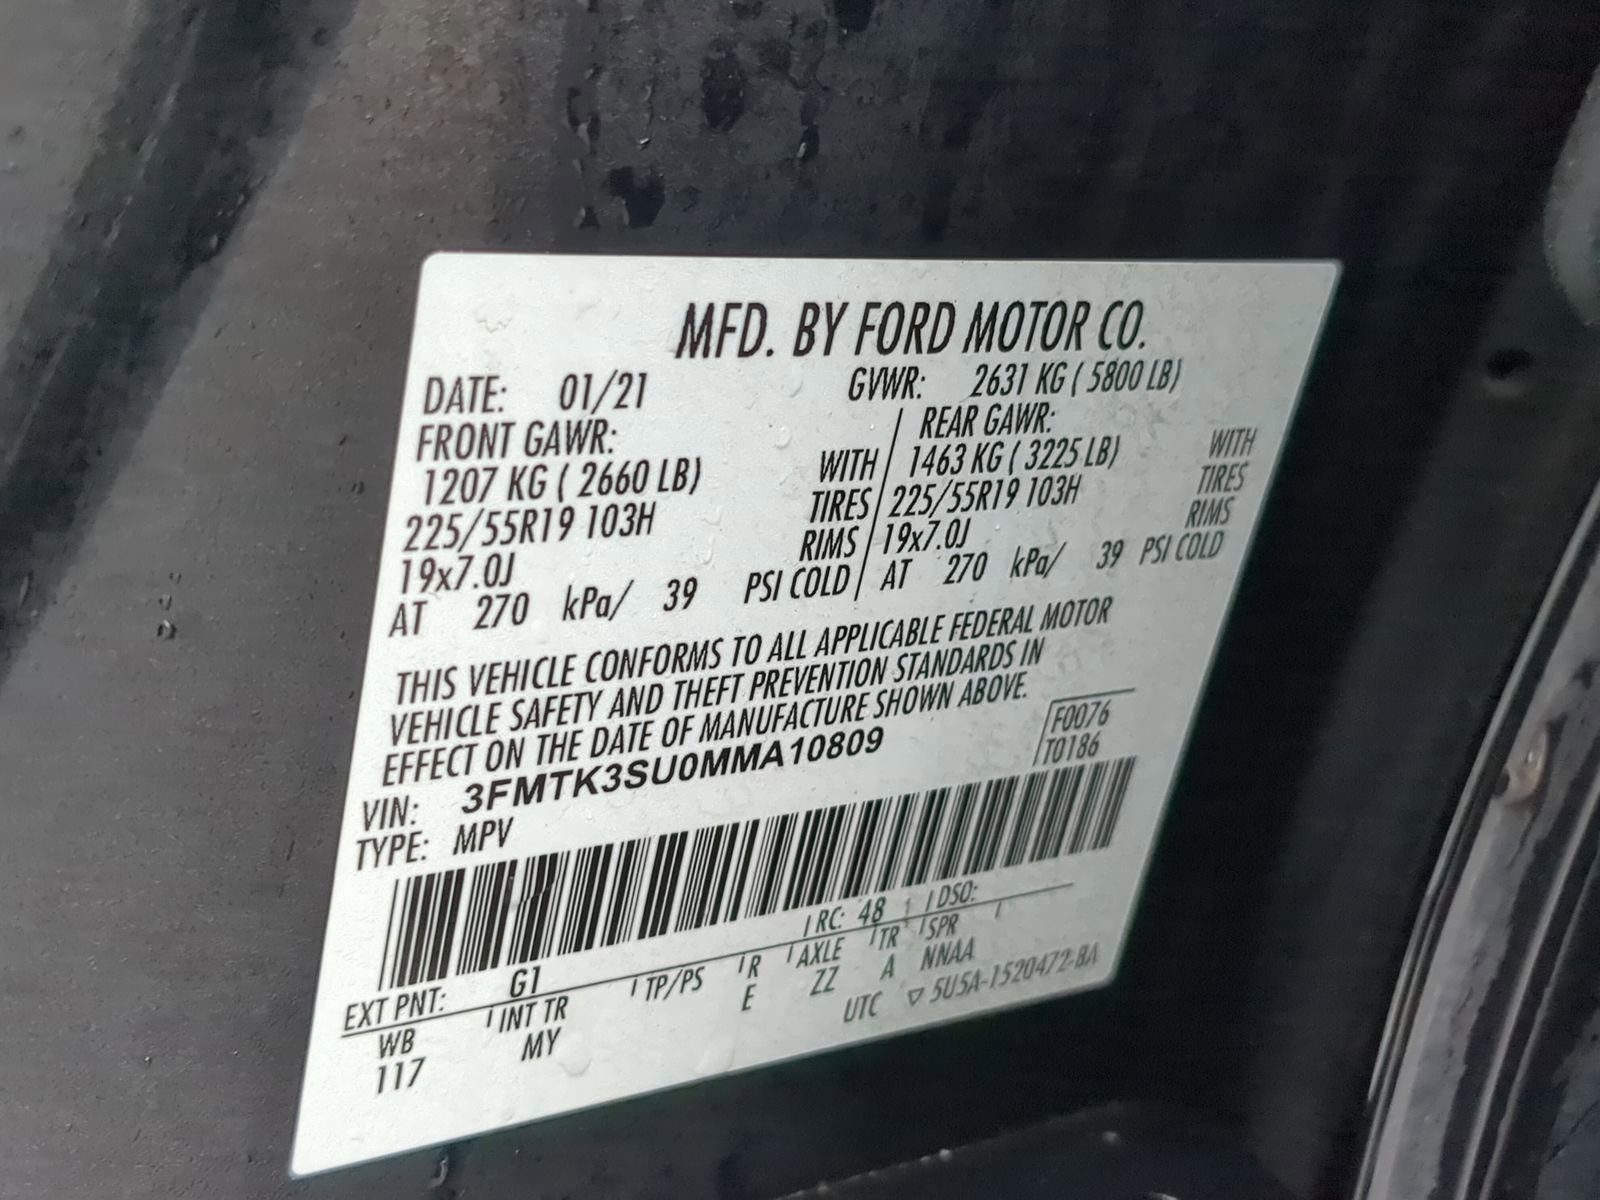 MFD. BY FORD MOTOR CO.
DATE: 01/21 GVWR: 2631 KG ( 5800 LB)
FRONT GAWR: REAR GAWR:
1207 KG ( 2660 LB) WITH 1463 KG ( 3225 LB) WITH
225/55R19 103H TIRES 225/55R19 103H TIRES
19x7.0J RIMS 19x7.0J RIMS
AT 270 kPa/ 39 PSI COLD AT 270 kPa/ 39 PSI COLD
THIS VEHICLE CONFORMS TO ALL APPLICABLE FEDERAL MOTOR
VEHICLE SAFETY AND THEFT PREVENTION STANDARDS IN
EFFECT ON THE DATE OF MANUFACTURE SHOWN ABOVE.
F0076
VIN: 3FMTK3SU0MMA10809
T0186
TYPE: MPV
EXT PNT: G1 RC: 48 DSO:
WB INT TR TP/PS R AXLE TR SPR
117 MY E ZZ A NNAA
UTC ▽ 5U5A-1520472-BA